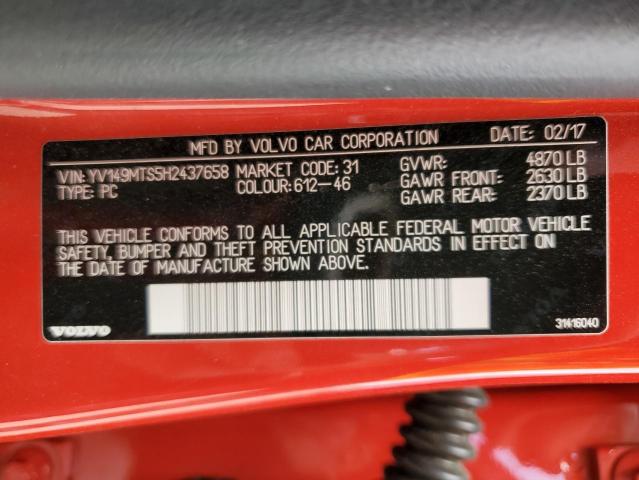 MFD BY VOLVO CAR CORPORATION DATE: 02/17
VIN: YV149MTS5H2437658 MARKET CODE: 31 GVWR: 4870 LB
TYPE: PC COLOUR: 612-46 GAWR FRONT: 2630 LB
GAWR REAR: 2370 LB
THIS VEHICLE CONFORMS TO ALL APPLICABLE FEDERAL MOTOR VEHICLE
SAFETY, BUMPER AND THEFT PREVENTION STANDARDS IN EFFECT ON
THE DATE OF MANUFACTURE SHOWN ABOVE.
VOLVO 31416040